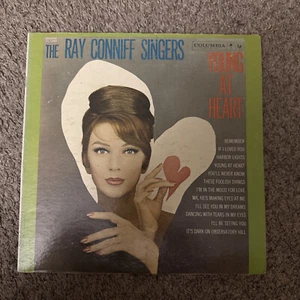 COLUMBIA
THE RAY CONNIFF SINGERS
YOUNG
AT
HEART
REMEMBER
IF I LOVED YOU
HARBOR LIGHTS
YOUNG AT HEART
YOU'LL NEVER KNOW
THESE FOOLISH THINGS
I'M IN THE MOOD FOR LOVE
MA, HE'S MAKING EYES AT ME
I'LL SEE YOU IN MY DREAMS
DANCING WITH TEARS IN MY EYES
I'LL BE SEEING YOU
IT'S DARK ON OBSERVATORY HILL